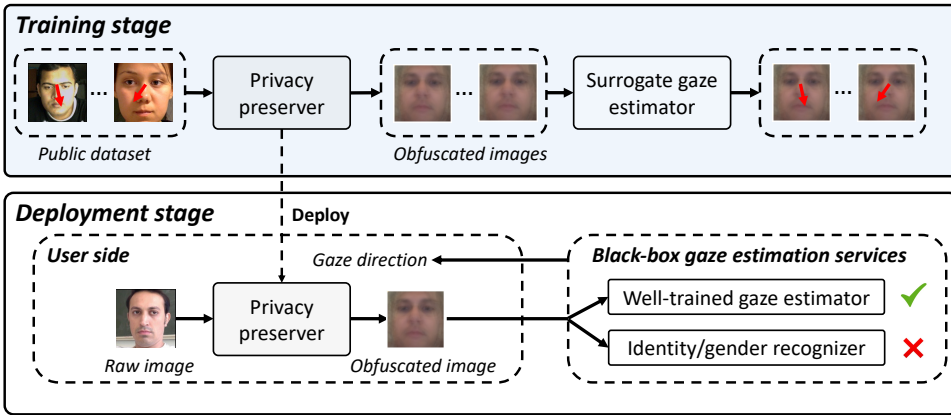 Training stage
Privacy
preserver
Surrogate gaze
estimator
...
...
...
Public dataset
Obfuscated images
Deployment stage
Deploy
User side
Gaze direction
Black-box gaze estimation services
Privacy
preserver
Well-trained gaze estimator
Identity/gender recognizer
Raw image
Obfuscated image